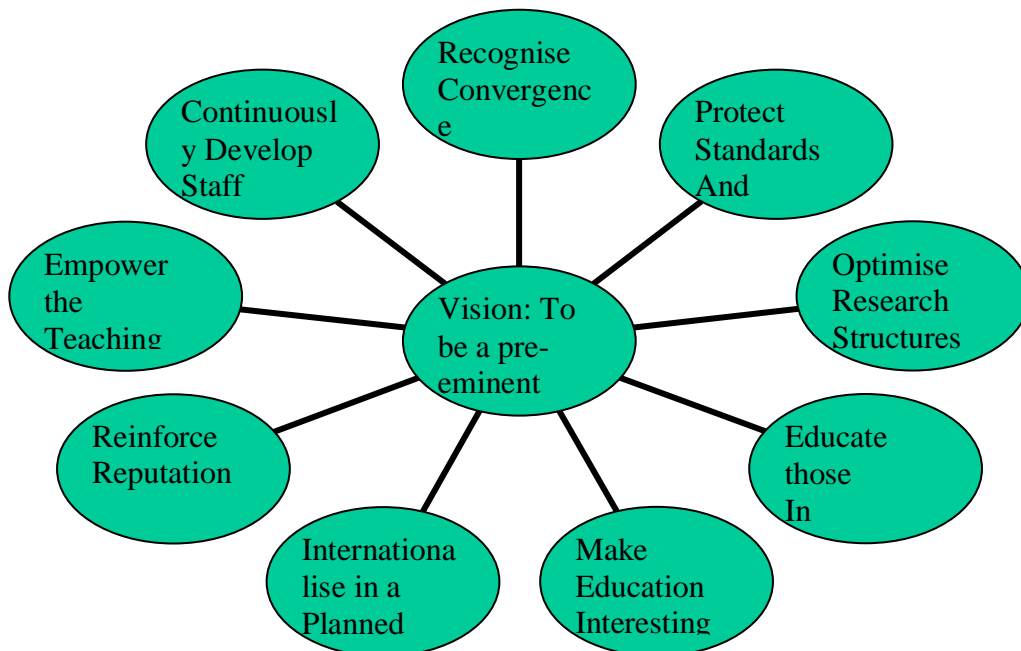 Recognise
Convergenc
e
Protect
Standards
And
Optimise
Research
Structures
Educate
those
In
Make
Education
Interesting
Internationa
lise in a
Planned
Reinforce
Reputation
Empower
the
Teaching
Continuousl
y Develop
Staff
Vision: To
be a pre-
eminent